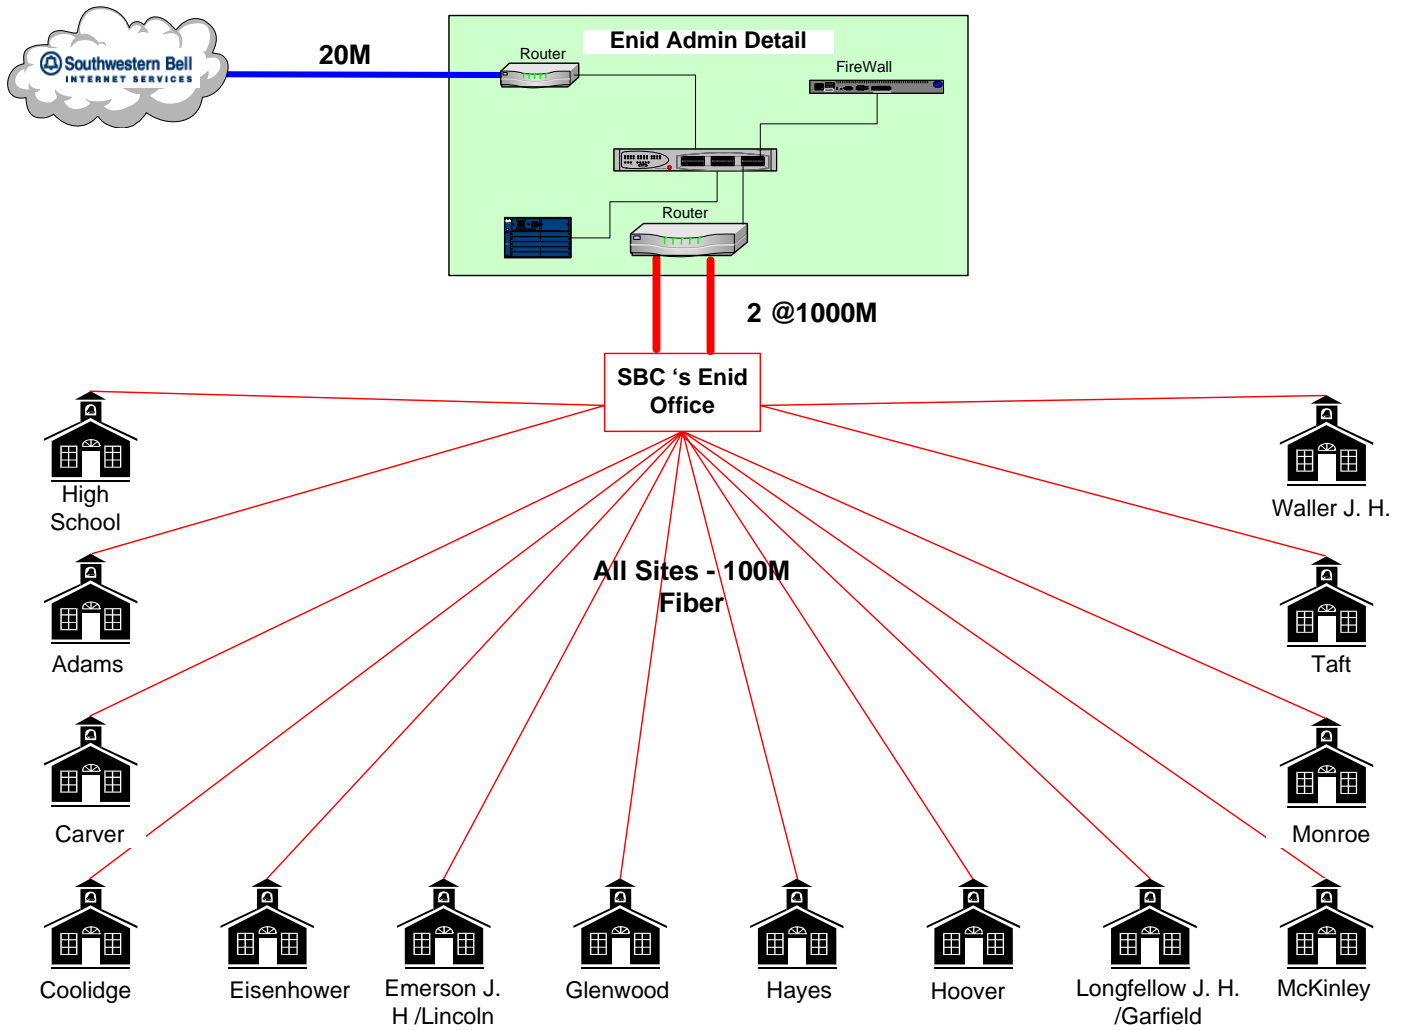 Southwestern Bell
INTERNET SERVICES
20M
Enid Admin Detail
Router
FireWall
Router
2 @1000M
SBC ‘s Enid
Office
High
School
Waller J. H.
All Sites - 100M
Fiber
Adams
Taft
Carver
Monroe
Coolidge
Eisenhower
Emerson J.
H /Lincoln
Glenwood
Hayes
Hoover
Longfellow J. H.
/Garfield
McKinley